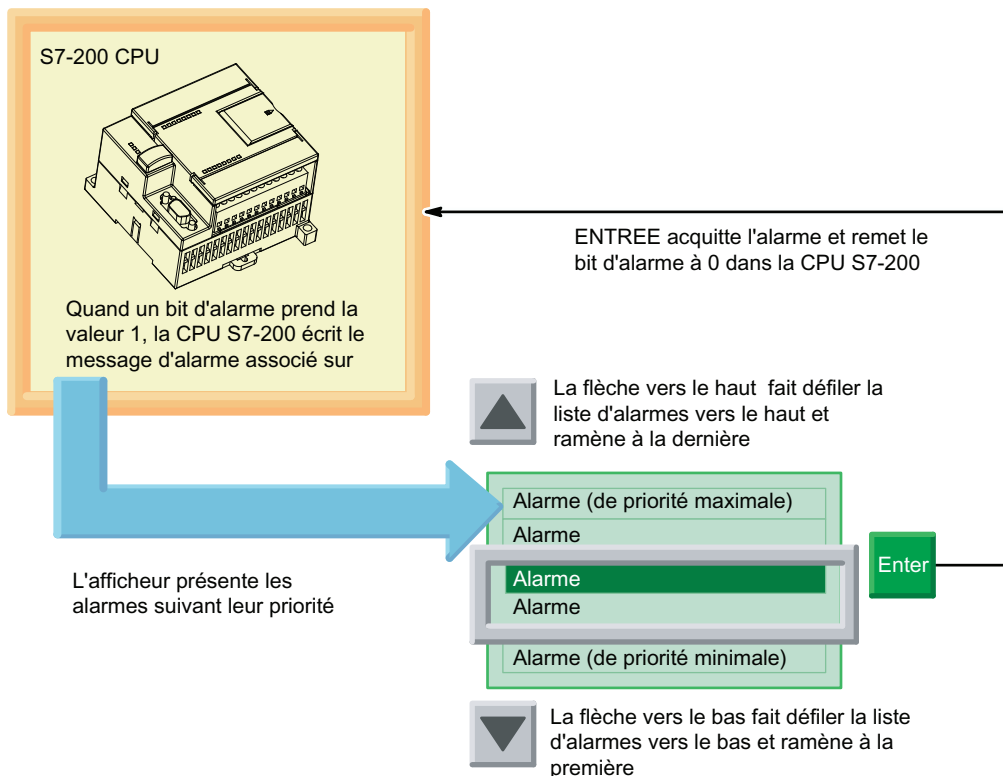 S7-200 CPU
Quand un bit d'alarme prend la
valeur 1, la CPU S7-200 écrit le
message d'alarme associé sur
ENTREE acquitte l'alarme et remet le
bit d'alarme à 0 dans la CPU S7-200
La flèche vers le haut fait défiler la
liste d'alarmes vers le haut et
ramène à la dernière
Alarme (de priorité maximale)
Alarme
Alarme
Alarme
Alarme (de priorité minimale)
Enter
L'afficheur présente les
alarmes suivant leur priorité
La flèche vers le bas fait défiler la liste
d'alarmes vers le bas et ramène à la
première